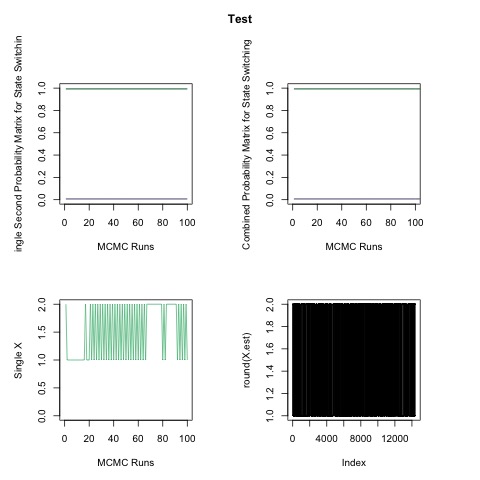 Test
ingle Second Probability Matrix for State Switchin
0.0 0.2 0.4 0.6 0.8 1.0
0 20 40 60 80 100
MCMC Runs
Combined Probability Matrix for State Switching
0.0 0.2 0.4 0.6 0.8 1.0
0 20 40 60 80 100
MCMC Runs
Single X
0.0 0.5 1.0 1.5 2.0
0 20 40 60 80 100
MCMC Runs
round(X.est)
1.0 1.2 1.4 1.6 1.8 2.0
0 4000 8000 12000
Index